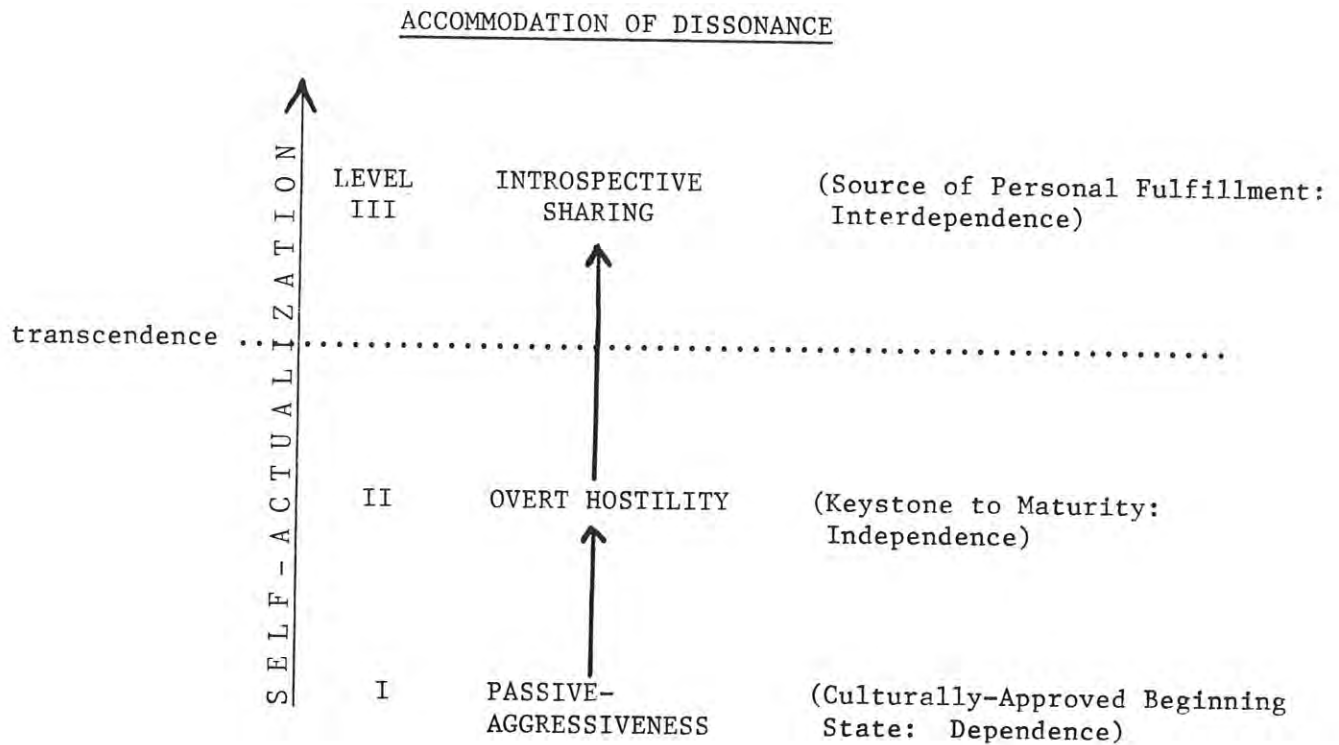 ACCOMMODATION OF DISSONANCE
SELF-ACTUALIZATION
LEVEL III
INTROSPECTIVE
SHARING
(Source of Personal Fulfillment:
Interdependence)
transcendence
II
OVERT HOSTILITY
(Keystone to Maturity:
Independence)
I
PASSIVE-
AGGRESSIVENESS
(Culturally-Approved Beginning
State: Dependence)